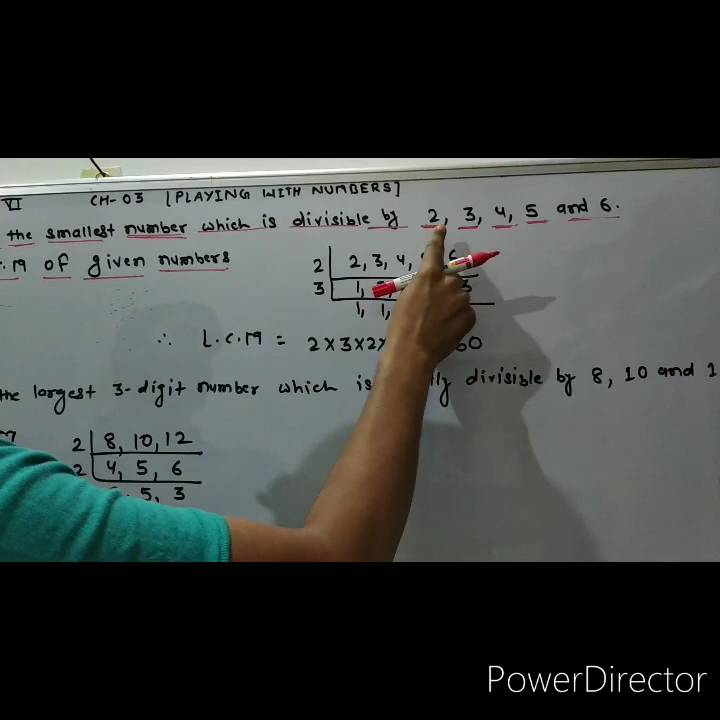 VI CH-03 [PLAYING WITH NUMBERS]
the smallest number which is divisible by 2, 3, 4, 5 and 6.
of given numbers
2 | 2, 3, 4,
3 | 1, 3
1, 1,
∴ L.C.M = 2×3×2× 60
the largest 3-digit number which is divisible by 8, 10 and 1
2 | 8, 10, 12
2 | 4, 5, 6
5, 3
PowerDirector